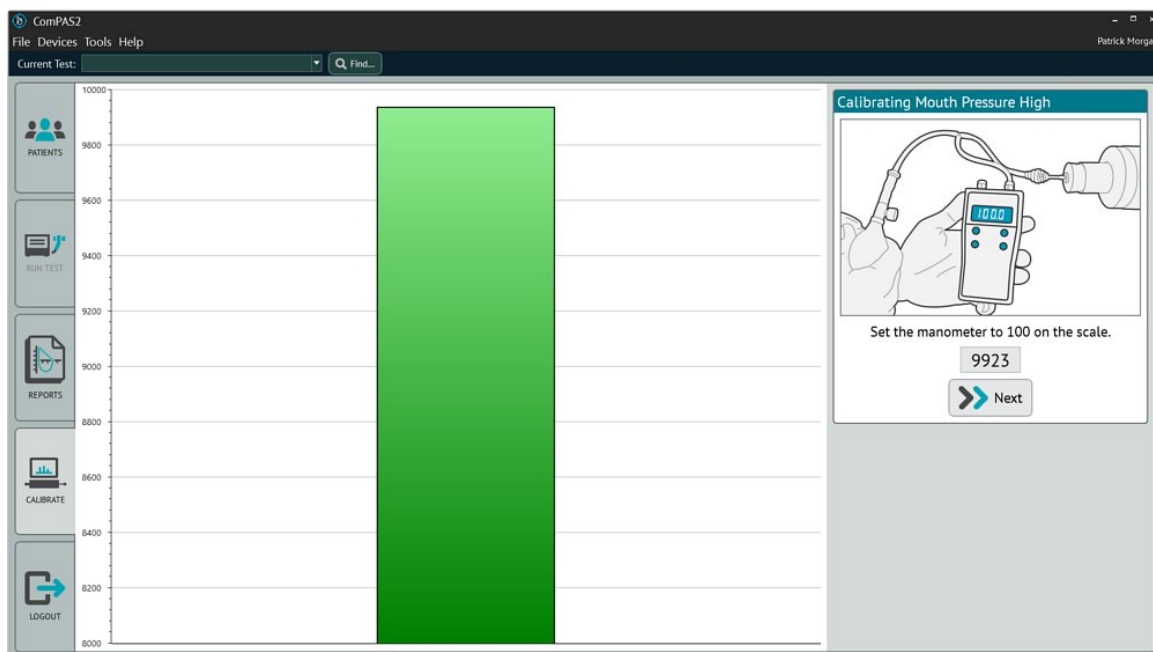 ComPAS2
File Devices Tools Help
Patrick Morga
Current Test:
Find...
PATIENTS
RUN TEST
REPORTS
CALIBRATE
LOGOUT
10000
9800
9600
9400
9200
9000
8800
8600
8400
8200
8000
Calibrating Mouth Pressure High
100.0
Set the manometer to 100 on the scale.
9923
Next